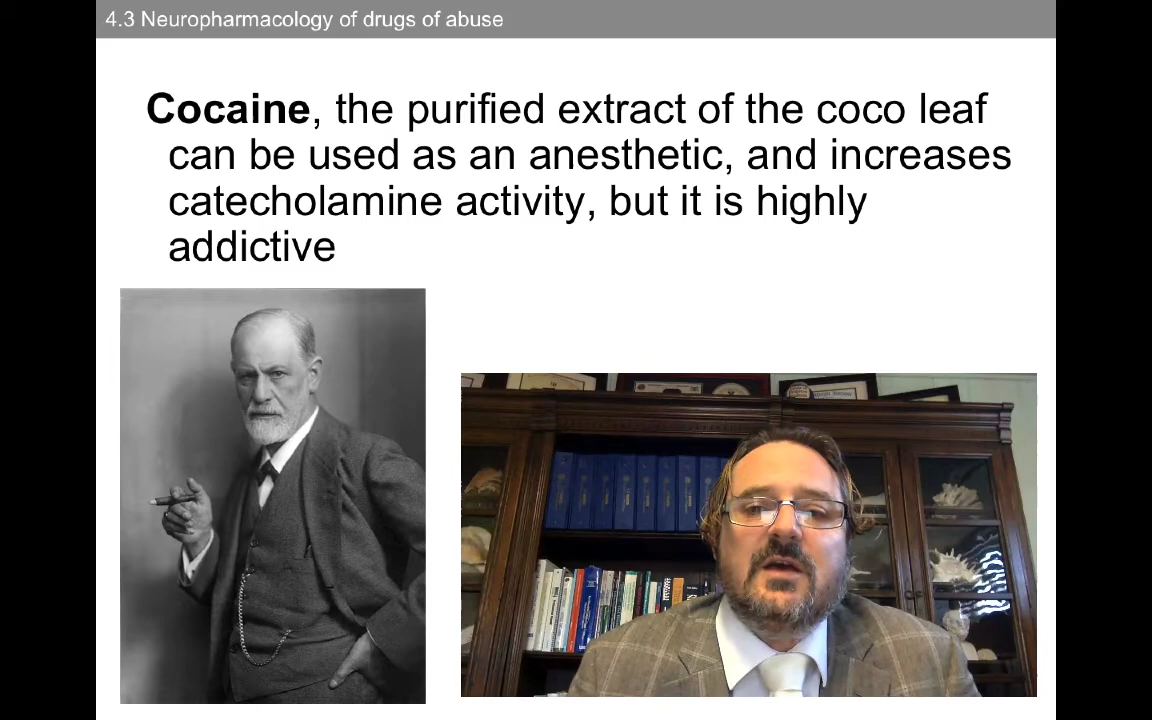 4.3 Neuropharmacology of drugs of abuse
Cocaine, the purified extract of the coco leaf
can be used as an anesthetic, and increases
catecholamine activity, but it is highly
addictive